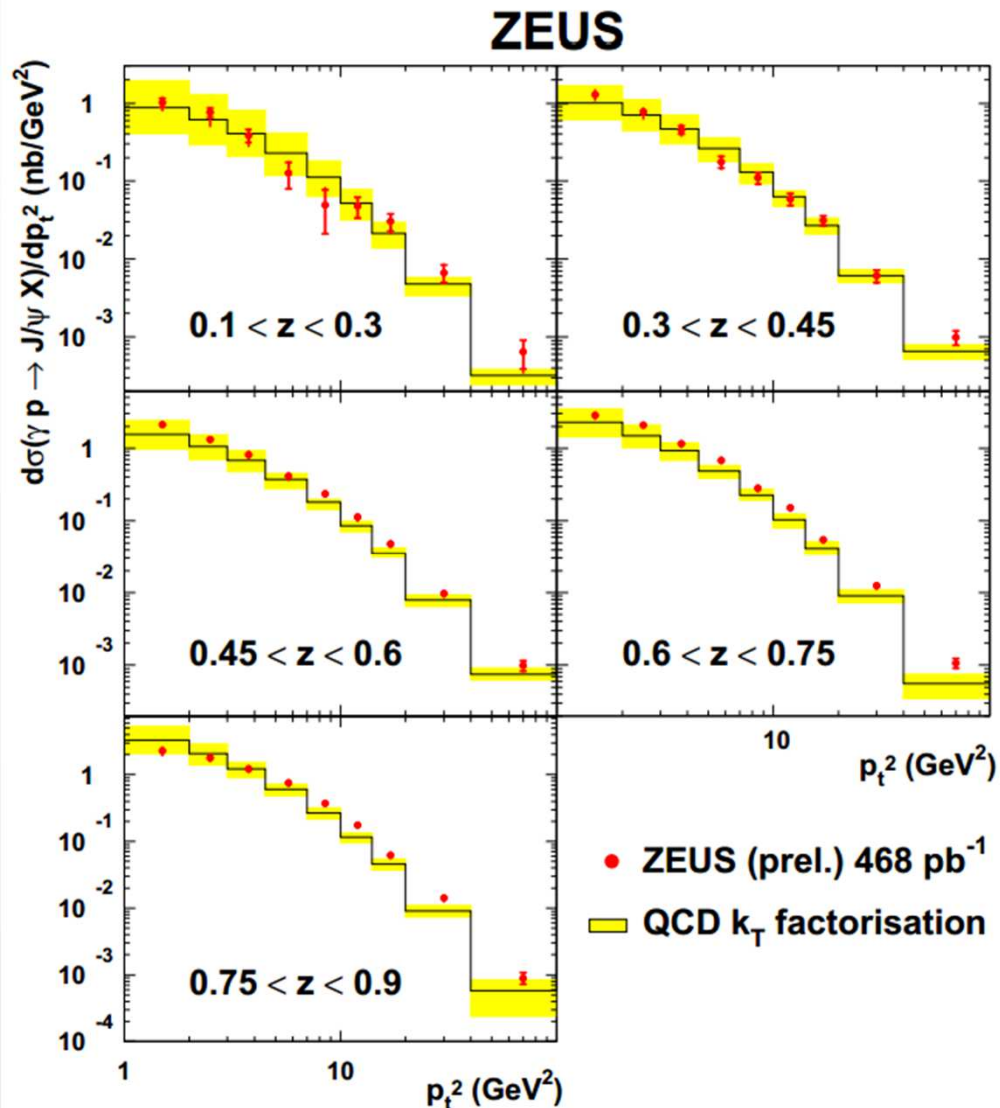 ZEUS
dσ(γ p → J/ψ X)/dpₜ² (nb/GeV²)
1
10⁻¹
10⁻²
10⁻³
0.1 < z < 0.3
0.3 < z < 0.45
1
10⁻¹
10⁻²
10⁻³
0.45 < z < 0.6
0.6 < z < 0.75
10
pₜ² (GeV²)
1
10⁻¹
10⁻²
10⁻³
10⁻⁴
0.75 < z < 0.9
ZEUS (prel.) 468 pb⁻¹
QCD k_T factorisation
1 10
pₜ² (GeV²)